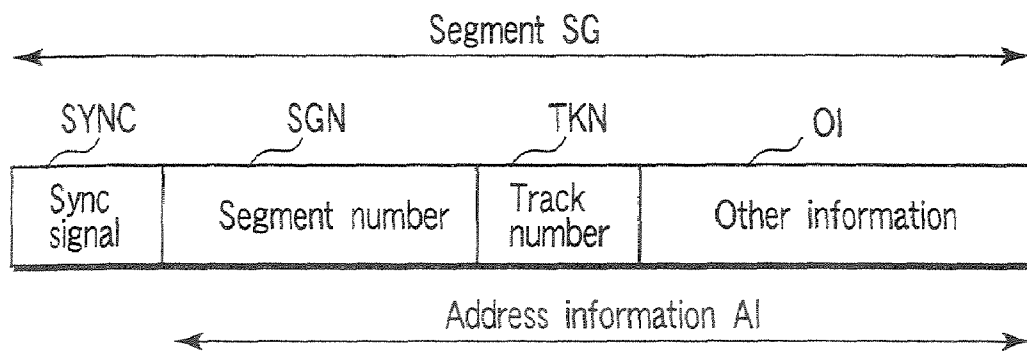 Segment SG
SYNC SGN TKN OI
Sync
signal
Segment number
Track
number
Other information
Address information AI